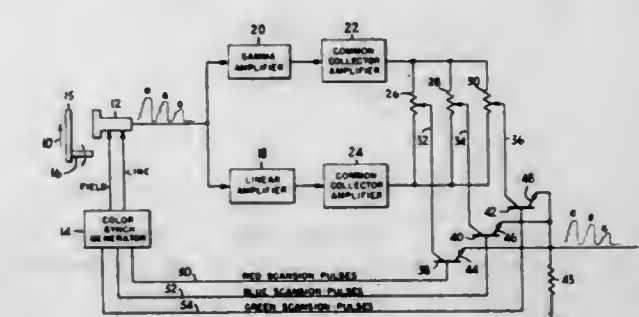 20
22
GAMMA AMPLIFIER
COMMON COLLECTOR AMPLIFIER
15
12
10
16
FIELD
LINE
26
28
30
32
34
36
18
24
LINEAR AMPLIFIER
COMMON COLLECTOR AMPLIFIER
14
COLOR SYNCH GENERATOR
48
42
40
46
38
44
45
50 RED SCANSION PULSES
52 BLUE SCANSION PULSES
54 GREEN SCANSION PULSES